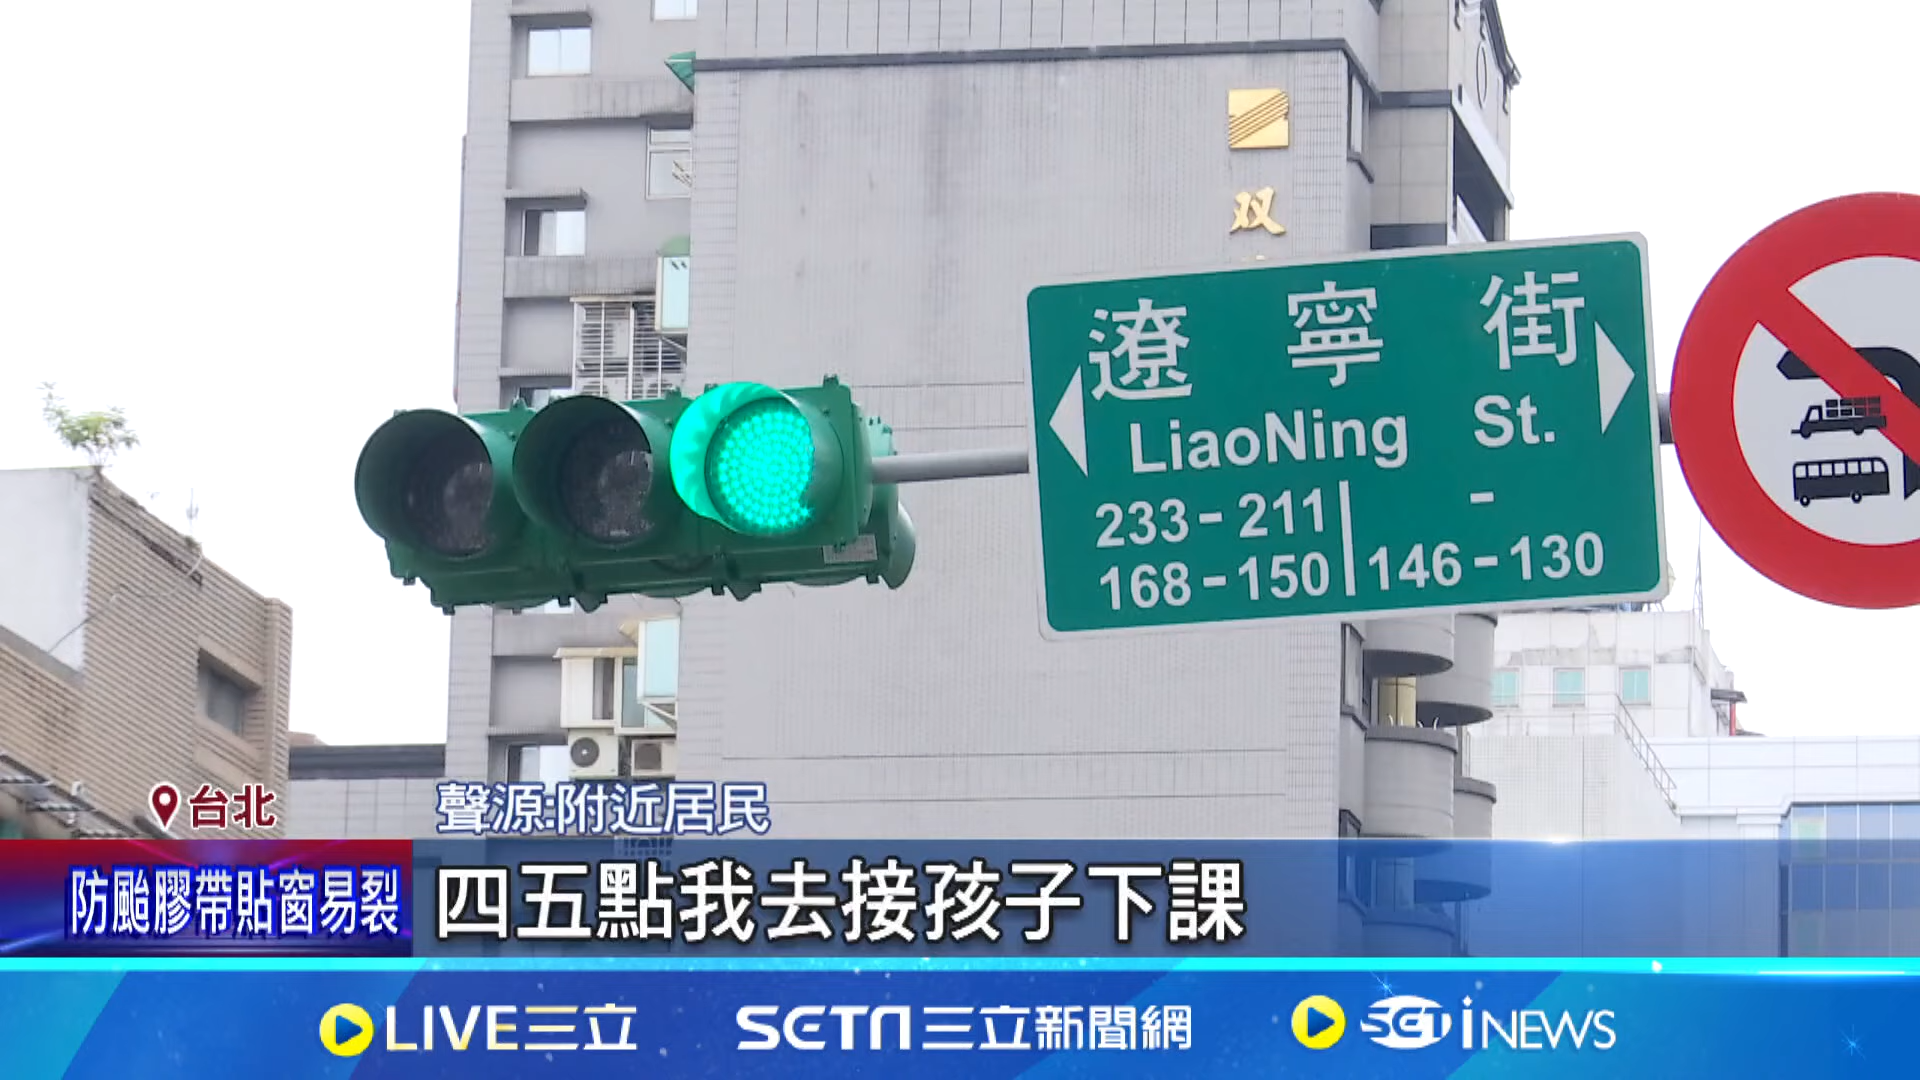 双
遼寧街
LiaoNing St.
233-211 -
168-150 146-130
台北
聲源:附近居民
防颱膠帶貼窗易裂
四五點我去接孩子下課
LIVE三立
SETN三立新聞網
SET iNEWS